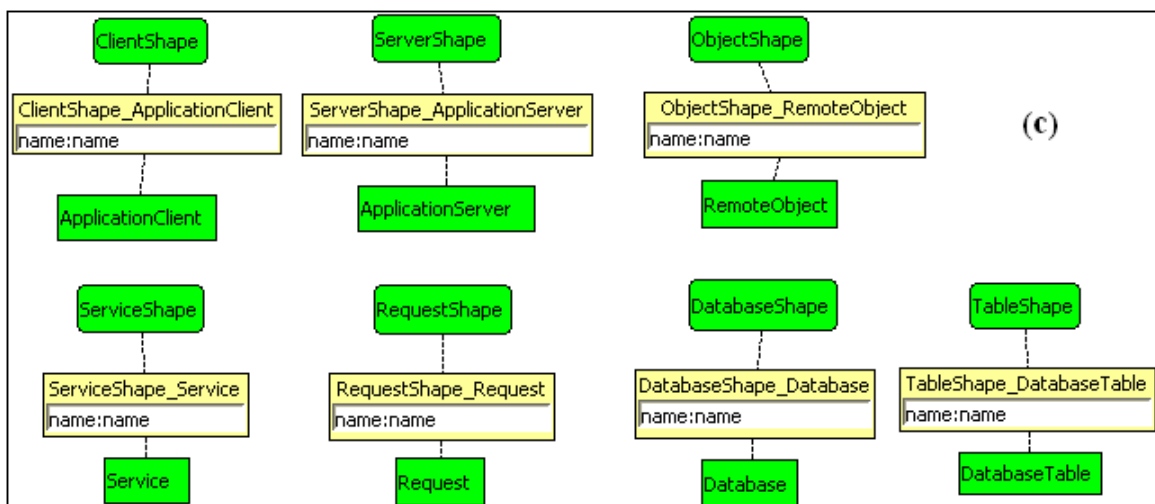 ClientShape
ServerShape
ObjectShape
ClientShape_ApplicationClient
name:name
ServerShape_ApplicationServer
name:name
ObjectShape_RemoteObject
name:name
(c)
ApplicationClient
ApplicationServer
RemoteObject
ServiceShape
RequestShape
DatabaseShape
TableShape
ServiceShape_Service
name:name
RequestShape_Request
name:name
DatabaseShape_Database
name:name
TableShape_DatabaseTable
name:name
Service
Request
Database
DatabaseTable